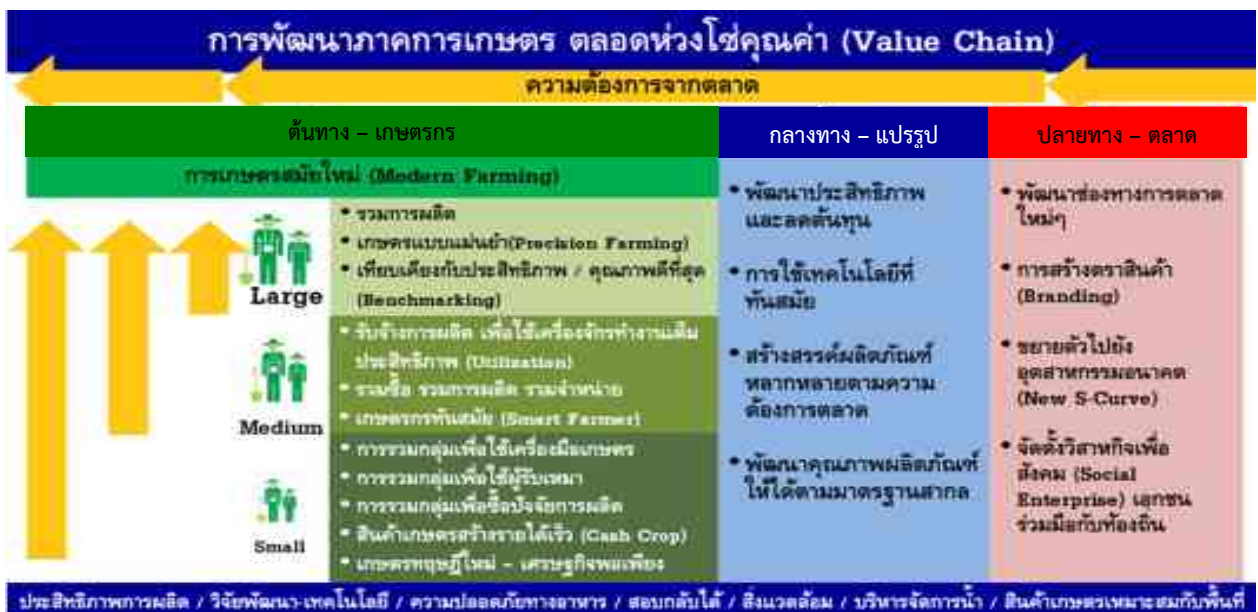 การพัฒนาภาคการเกษตร ตลอดห่วงโซ่คุณค่า (Value Chain)
ความต้องการจากตลาด
ต้นทาง – เกษตรกร
การเกษตรสมัยใหม่ (Modern Farming)
Large
• รวมการผลิต
• เกษตรแบบแม่นยำ(Precision Farming)
• เทียบเคียงกับประสิทธิภาพ / คุณภาพดีที่สุด
(Benchmarking)
Medium
• รับจ้างการผลิต เพื่อใช้เครื่องจักรทำงานเต็ม
ประสิทธิภาพ (Utilization)
• รวมซื้อ รวมการผลิต รวมจำหน่าย
• เกษตรกรทันสมัย (Smart Farmer)
Small
• การรวมกลุ่มเพื่อใช้เครื่องมือเกษตร
• การรวมกลุ่มเพื่อใช้ผู้รับเหมา
• การรวมกลุ่มเพื่อซื้อปัจจัยการผลิต
• สินค้าเกษตรสร้างรายได้เร็ว (Cash Crop)
• เกษตรทฤษฎีใหม่ – เศรษฐกิจพอเพียง
กลางทาง – แปรรูป
• พัฒนาประสิทธิภาพ
และลดต้นทุน
• การใช้เทคโนโลยีที่
ทันสมัย
• สร้างสรรค์ผลิตภัณฑ์
หลากหลายตามความ
ต้องการตลาด
• พัฒนาคุณภาพผลิตภัณฑ์
ให้ได้ตามมาตรฐานสากล
ปลายทาง – ตลาด
• พัฒนาช่องทางการตลาด
ใหม่ๆ
• การสร้างตราสินค้า
(Branding)
• ขยายตัวไปยัง
อุตสาหกรรมอนาคต
(New S-Curve)
• จัดตั้งวิสาหกิจเพื่อ
สังคม (Social
Enterprise) เอกชน
ร่วมมือกับท้องถิ่น
ประสิทธิภาพการผลิต / วิจัยพัฒนา-เทคโนโลยี / ความปลอดภัยทางอาหาร / สอบกลับได้ / สิ่งแวดล้อม / บริหารจัดการน้ำ / สินค้าเกษตรเหมาะสมกับพื้นที่